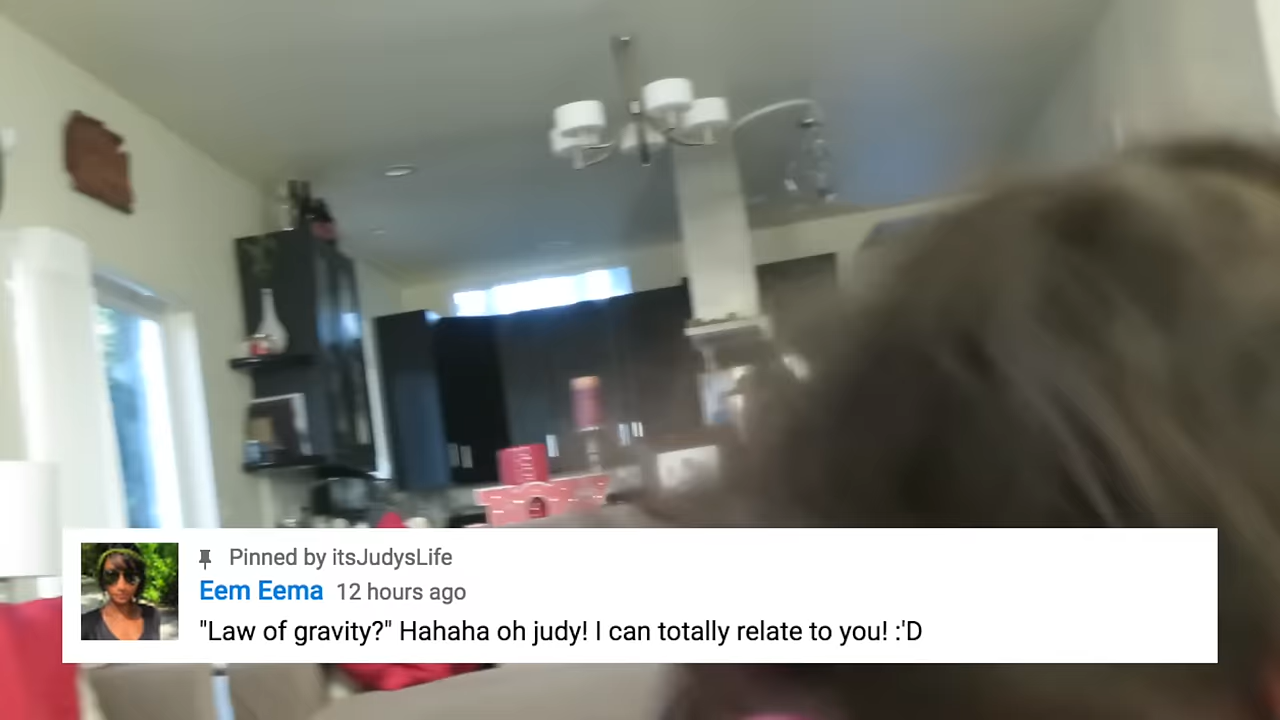 Pinned by itsJudysLife
Eem Eema 12 hours ago
"Law of gravity?" Hahaha oh judy! I can totally relate to you! :'D